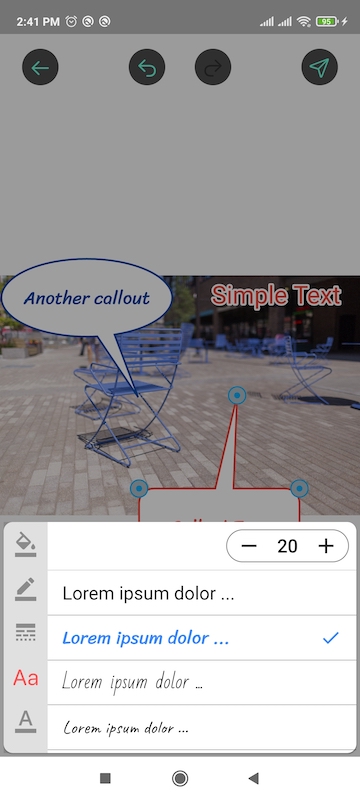 2:41 PM
95
Another callout
Simple Text
20
Lorem ipsum dolor ...
Lorem ipsum dolor ...
Lorem ipsum dolor ...
Lorem ipsum dolor ...
Aa
A